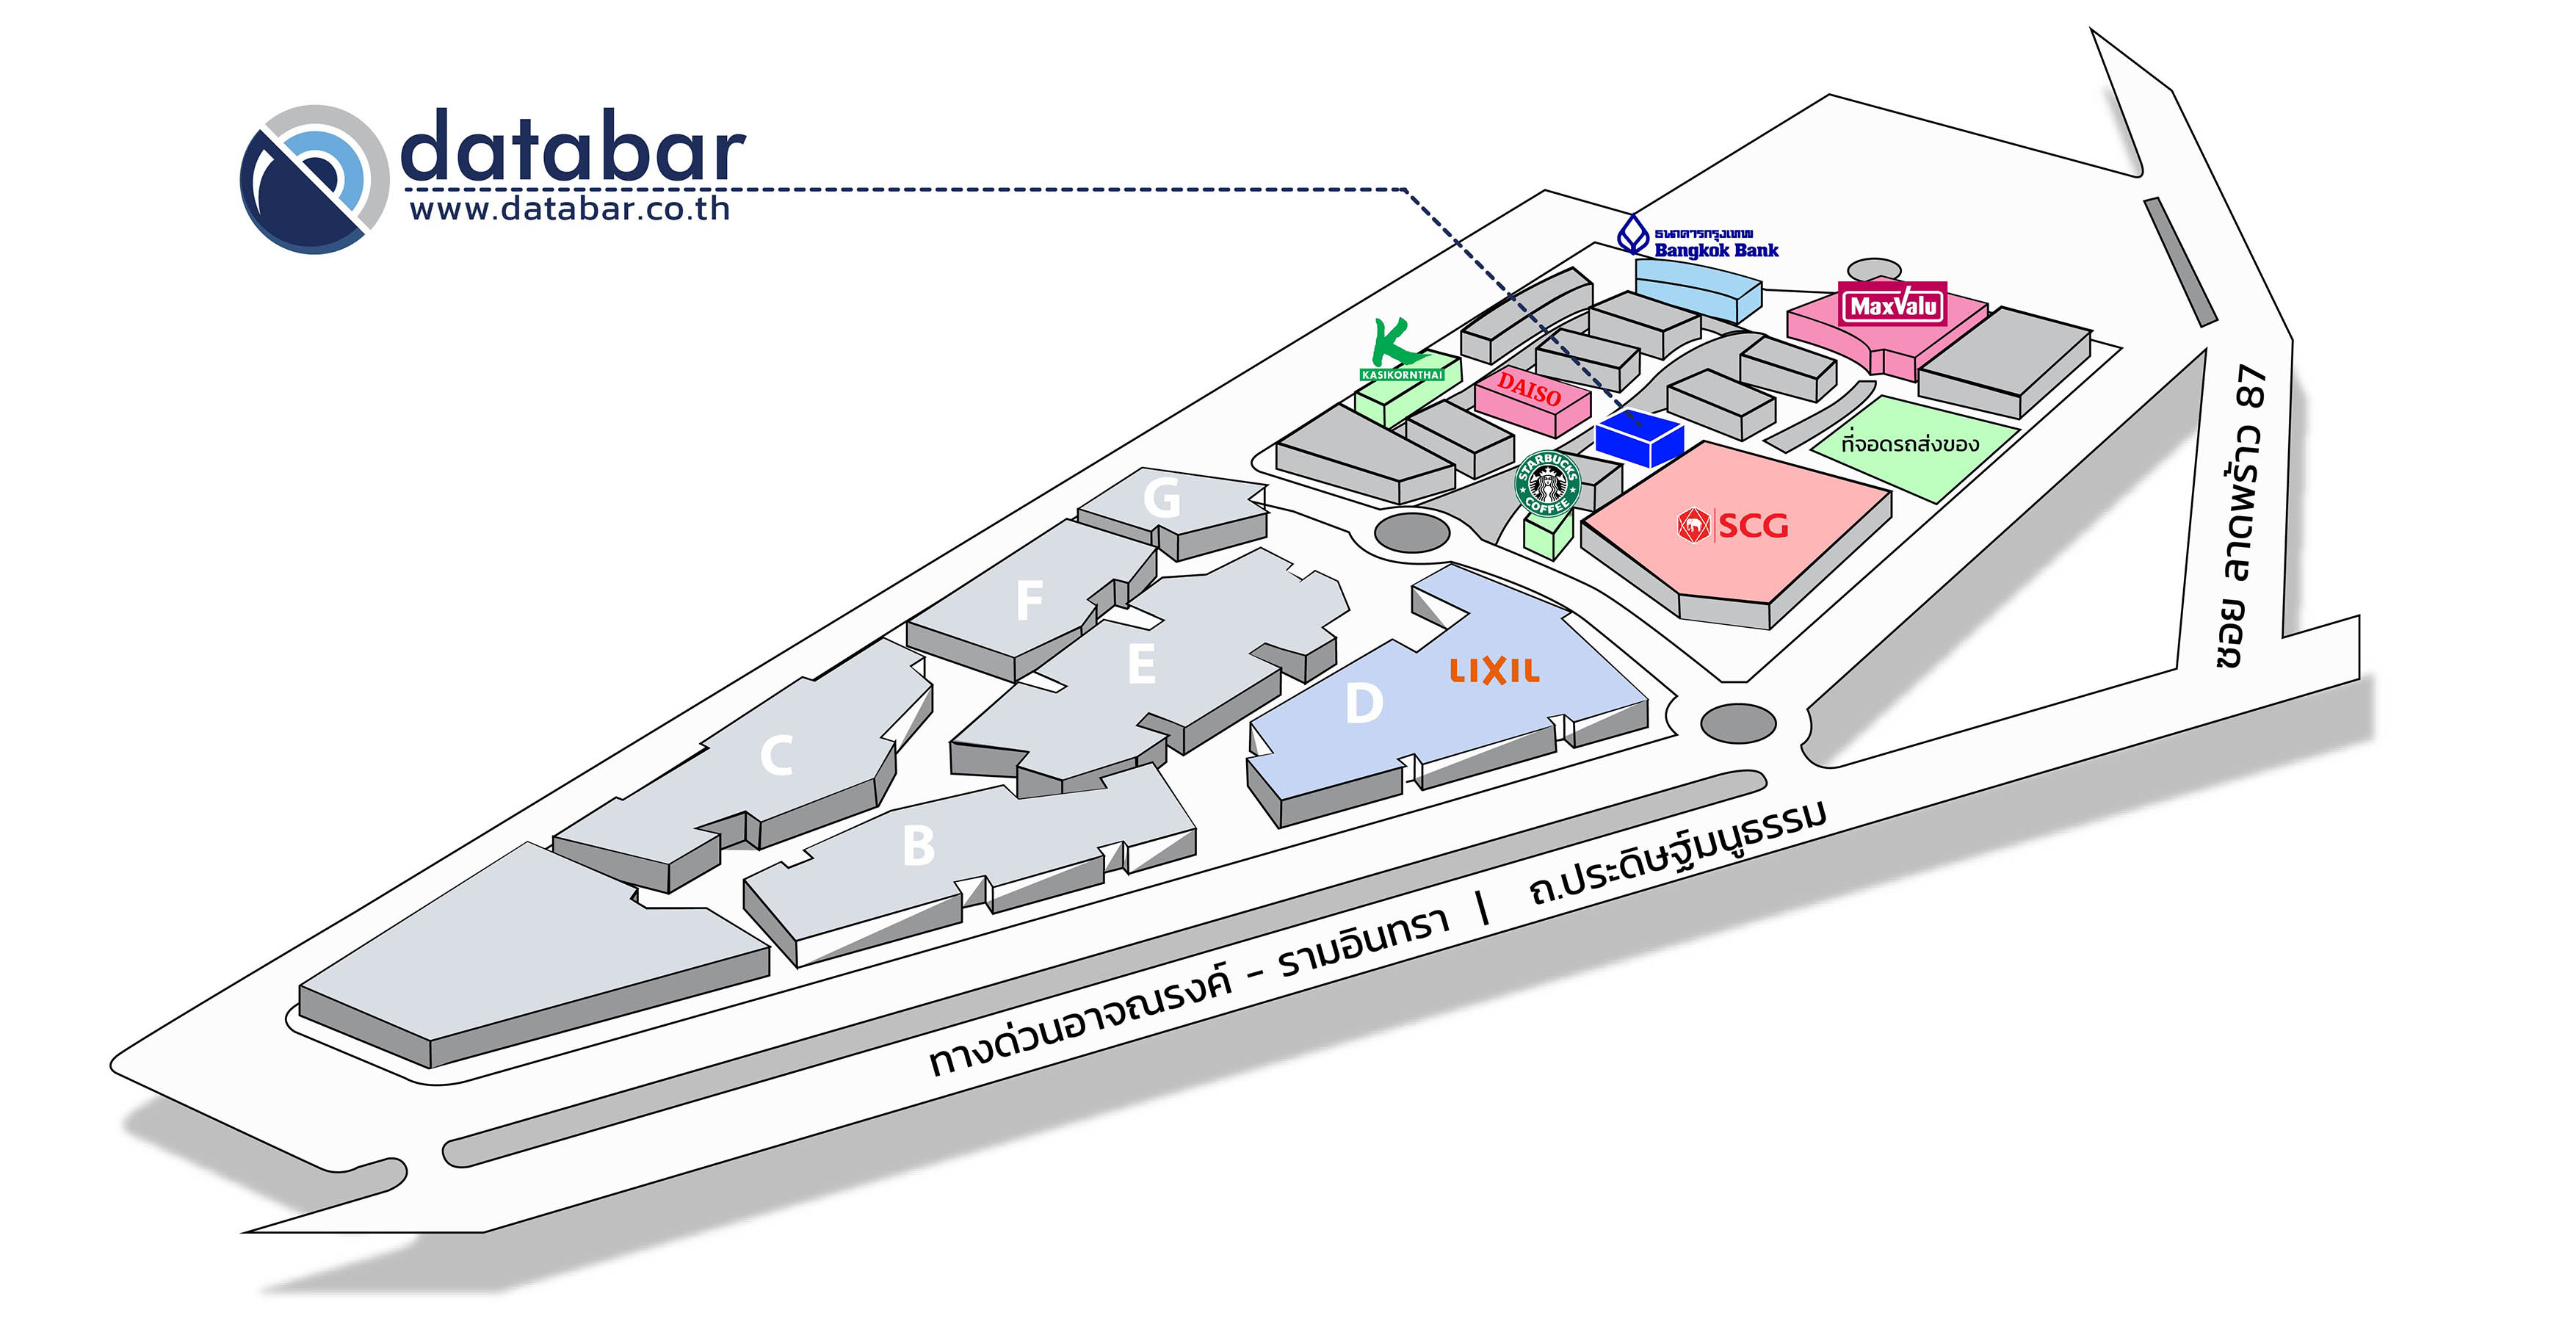 databar
www.databar.co.th
ธนาคารกรุงเทพ
Bangkok Bank
MaxValu
K
KASIKORNTHAI
DAISO
ที่จอดรถส่งของ
STARBUCKS
COFFEE
SCG
G
F
E
D
LIXIL
C
B
ซอย ลาดพร้าว 87
ทางด่วนอาจณรงค์ - รามอินทรา | ถ.ประดิษฐ์มนูธรรม